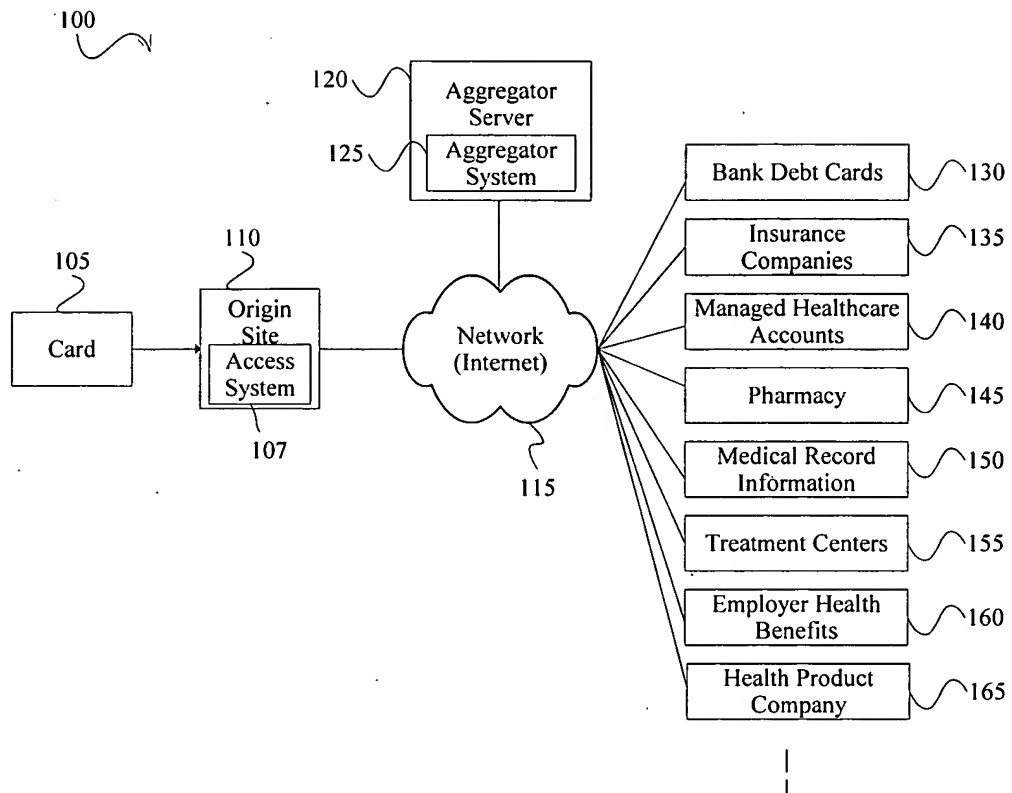 100
120
Aggregator
Server
125
Aggregator
System
Bank Debt Cards
130
Insurance
Companies
135
105
110
Card
Origin
Site
Access
System
107
Network
(Internet)
115
Managed Healthcare
Accounts
140
Pharmacy
145
Medical Record
Information
150
Treatment Centers
155
Employer Health
Benefits
160
Health Product
Company
165